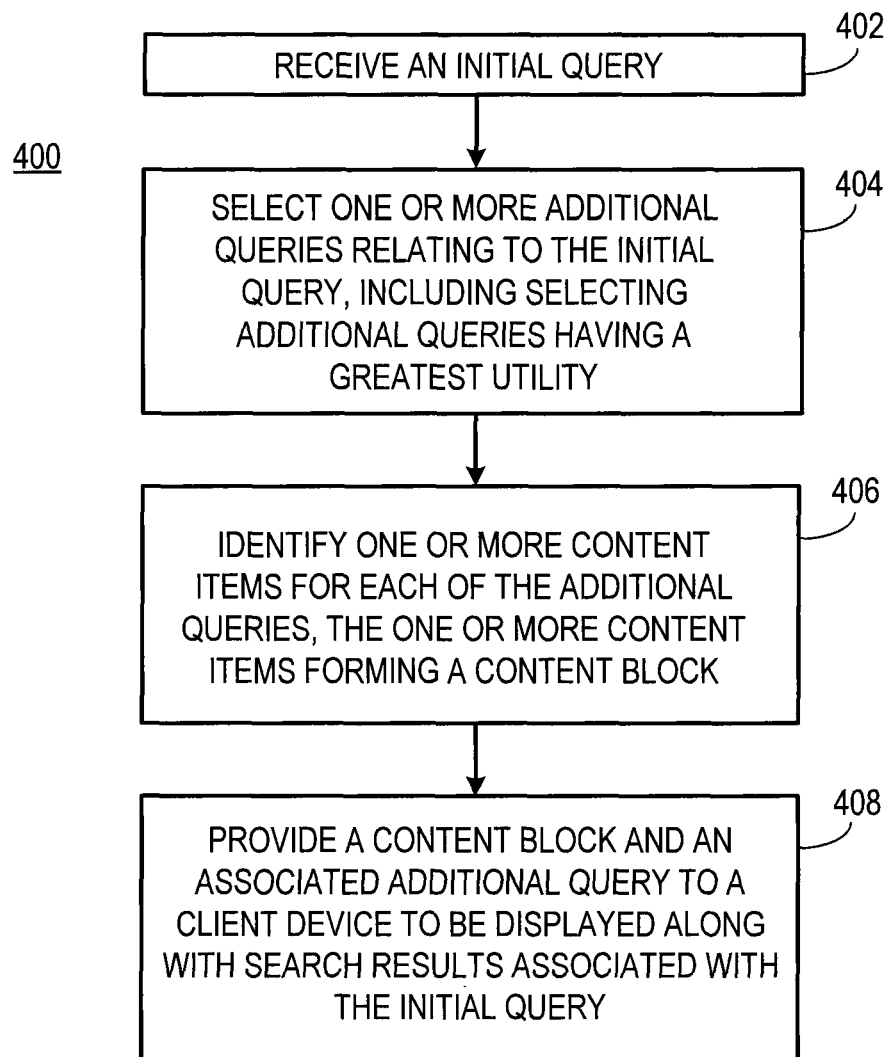 402
RECEIVE AN INITIAL QUERY
400
404
SELECT ONE OR MORE ADDITIONAL
QUERIES RELATING TO THE INITIAL
QUERY, INCLUDING SELECTING
ADDITIONAL QUERIES HAVING A
GREATEST UTILITY
406
IDENTIFY ONE OR MORE CONTENT
ITEMS FOR EACH OF THE ADDITIONAL
QUERIES, THE ONE OR MORE CONTENT
ITEMS FORMING A CONTENT BLOCK
408
PROVIDE A CONTENT BLOCK AND AN
ASSOCIATED ADDITIONAL QUERY TO A
CLIENT DEVICE TO BE DISPLAYED ALONG
WITH SEARCH RESULTS ASSOCIATED WITH
THE INITIAL QUERY